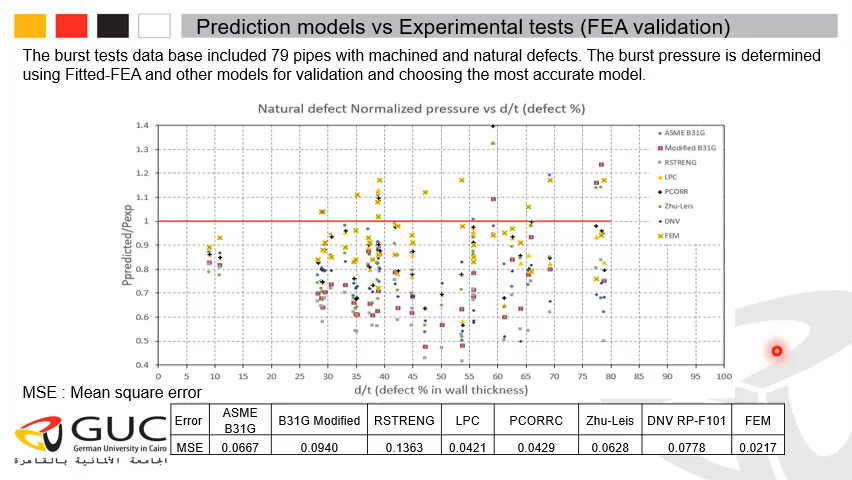 Prediction models vs Experimental tests (FEA validation)
The burst tests data base included 79 pipes with machined and natural defects. The burst pressure is determined
using Fitted-FEA and other models for validation and choosing the most accurate model.
Natural defect Normalized pressure vs d/t (defect %)
Ppredicted/Pexp
1.4
1.3
1.2
1.1
1
0.9
0.8
0.7
0.6
0.5
0.4
0 5 10 15 20 25 30 35 40 45 50 55 60 65 70 75 80 85 90 95 100
d/t (defect % in wall thickness)
ASME B31G
Modified B31G
RSTRENG
LPC
PCORR
Zhu-Leis
DNV
FEM
MSE : Mean square error
GUC
German University in Cairo
الجامعة الألمانية بالقاهرة
Error ASME B31G B31G Modified RSTRENG LPC PCORRC Zhu-Leis DNV RP-F101 FEM
MSE 0.0667 0.0940 0.1363 0.0421 0.0429 0.0628 0.0778 0.0217